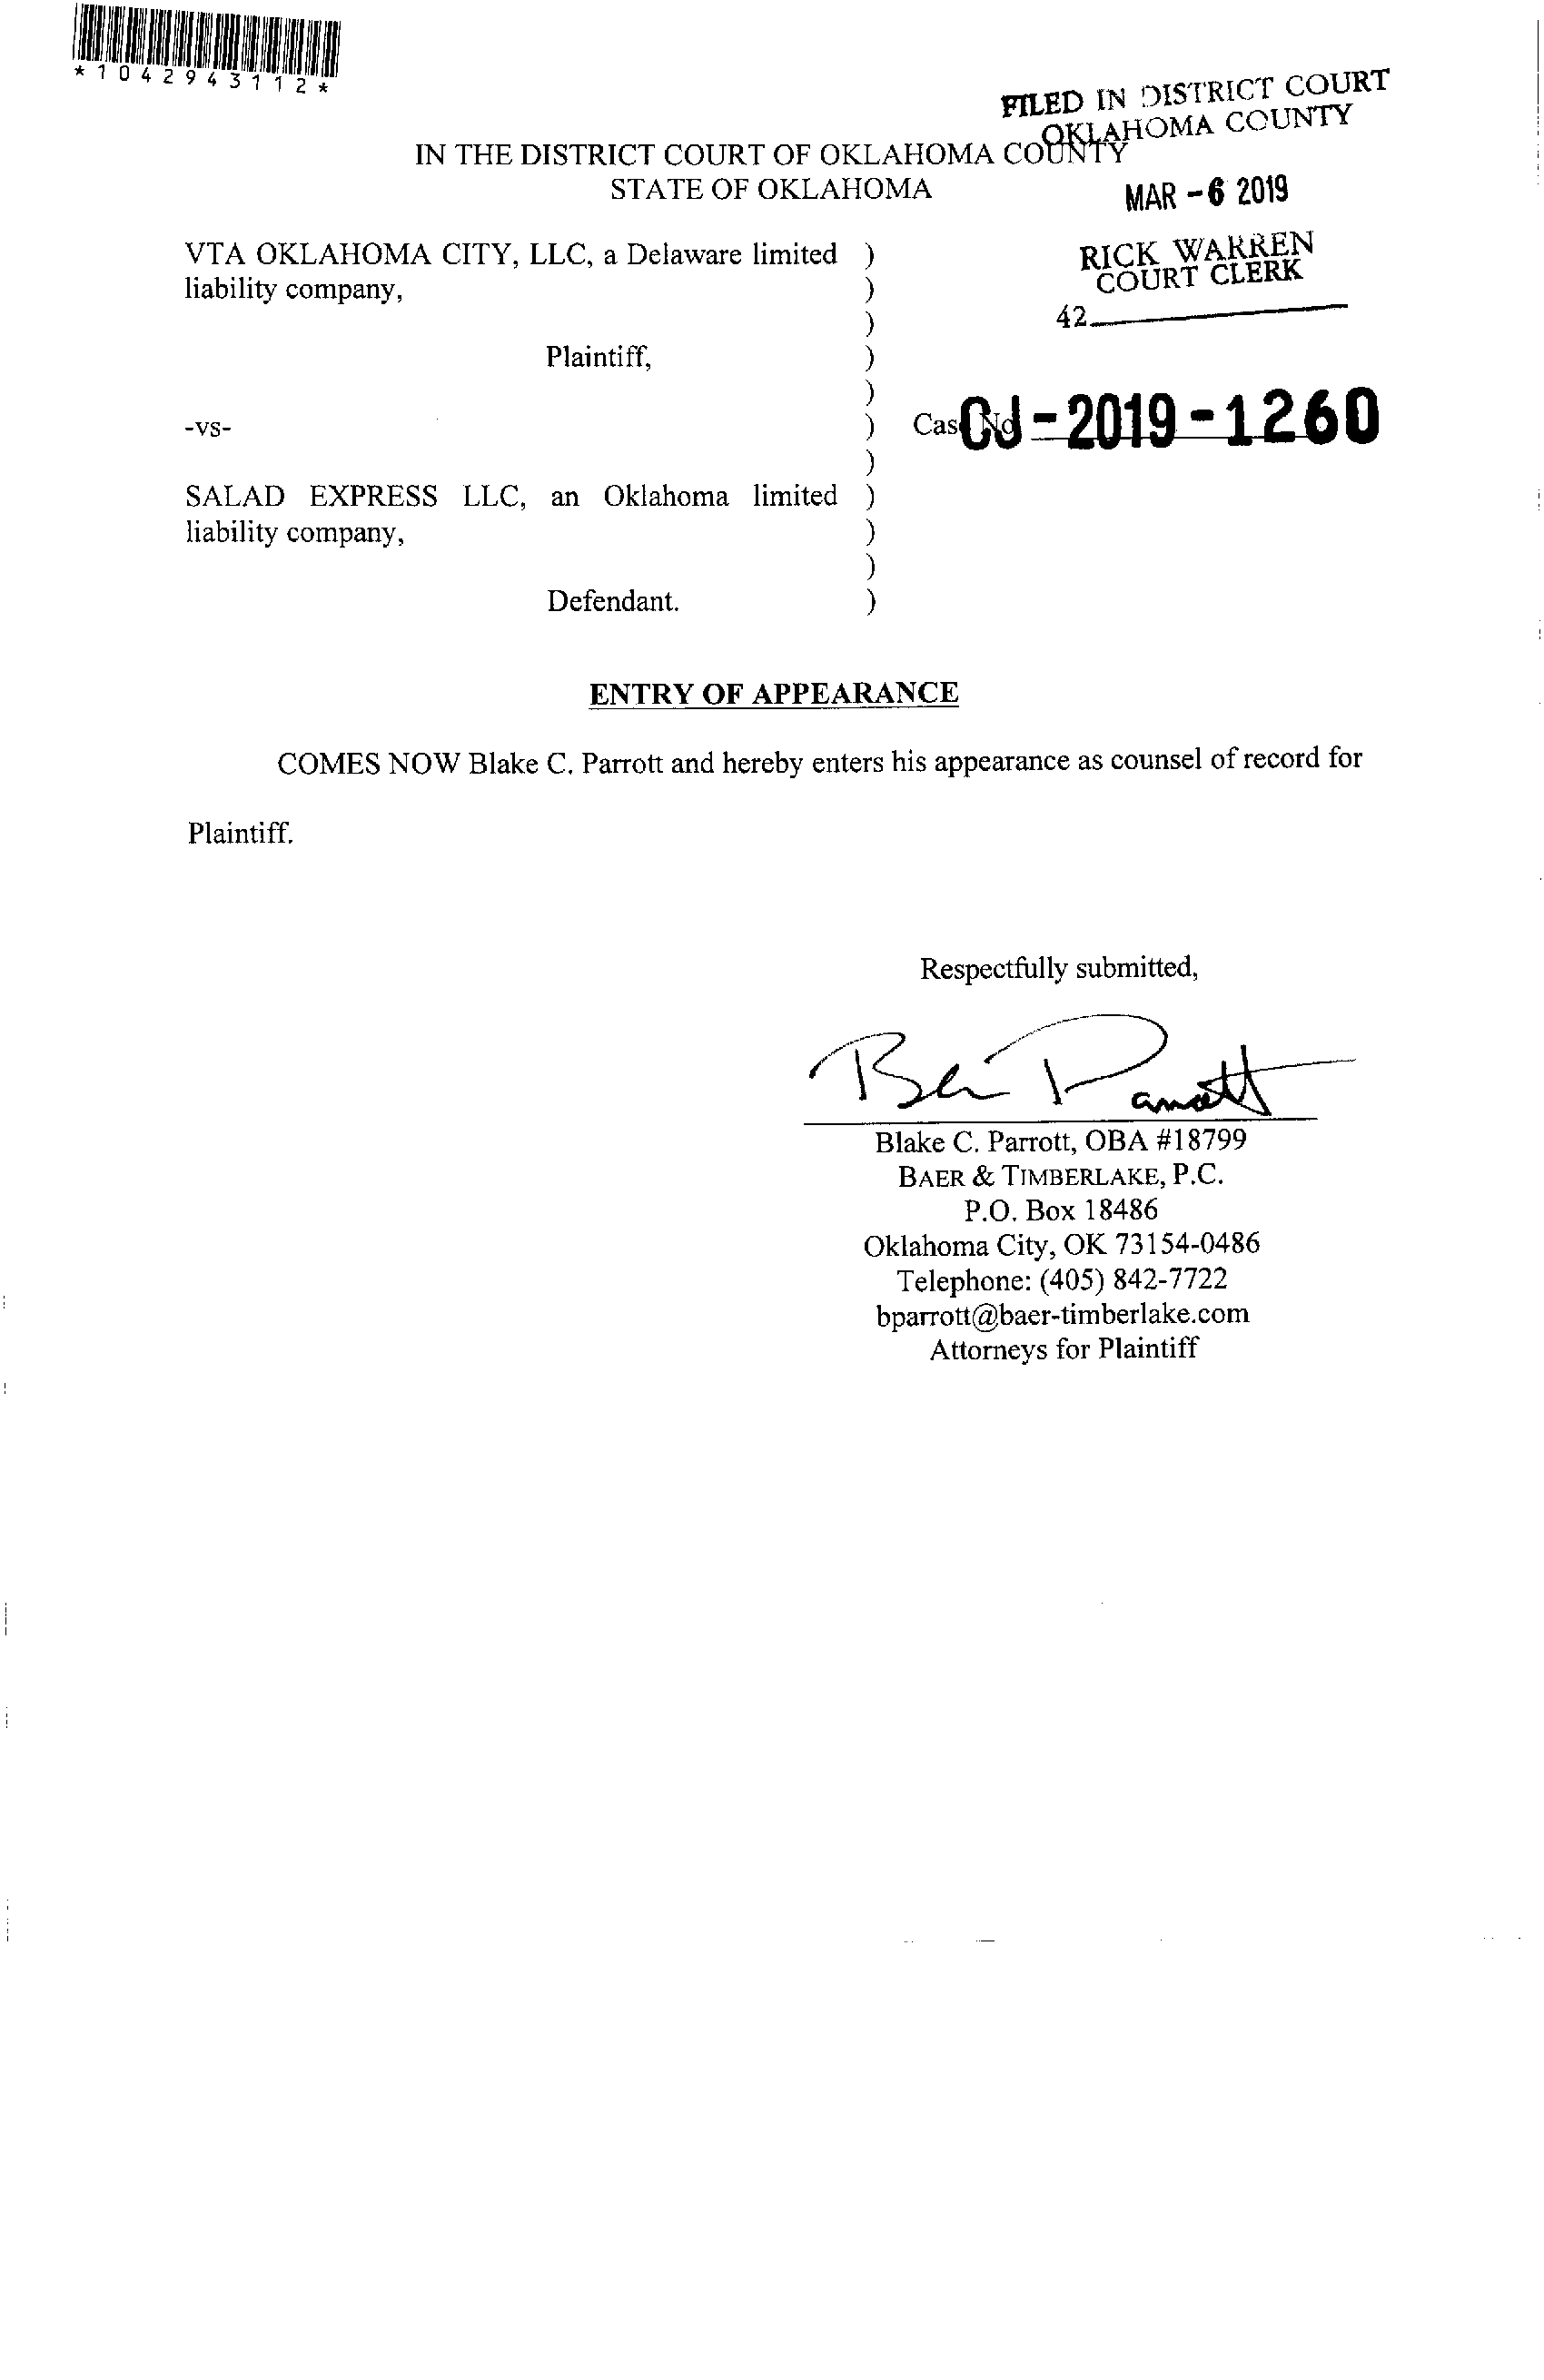 *1042943112*
FILED IN DISTRICT COURT
OKLAHOMA COUNTY
IN THE DISTRICT COURT OF OKLAHOMA COUNTY
STATE OF OKLAHOMA
MAR -6 2019
RICK WARREN
COURT CLERK
42
VTA OKLAHOMA CITY, LLC, a Delaware limited )
liability company, )
)
Plaintiff, )
)
-vs- ) Case No. CJ-2019-1260
)
SALAD EXPRESS LLC, an Oklahoma limited )
liability company, )
)
Defendant. )
ENTRY OF APPEARANCE
COMES NOW Blake C. Parrott and hereby enters his appearance as counsel of record for
Plaintiff.
Respectfully submitted,
Blake C. Parrott, OBA #18799
BAER & TIMBERLAKE, P.C.
P.O. Box 18486
Oklahoma City, OK 73154-0486
Telephone: (405) 842-7722
bparrott@baer-timberlake.com
Attorneys for Plaintiff